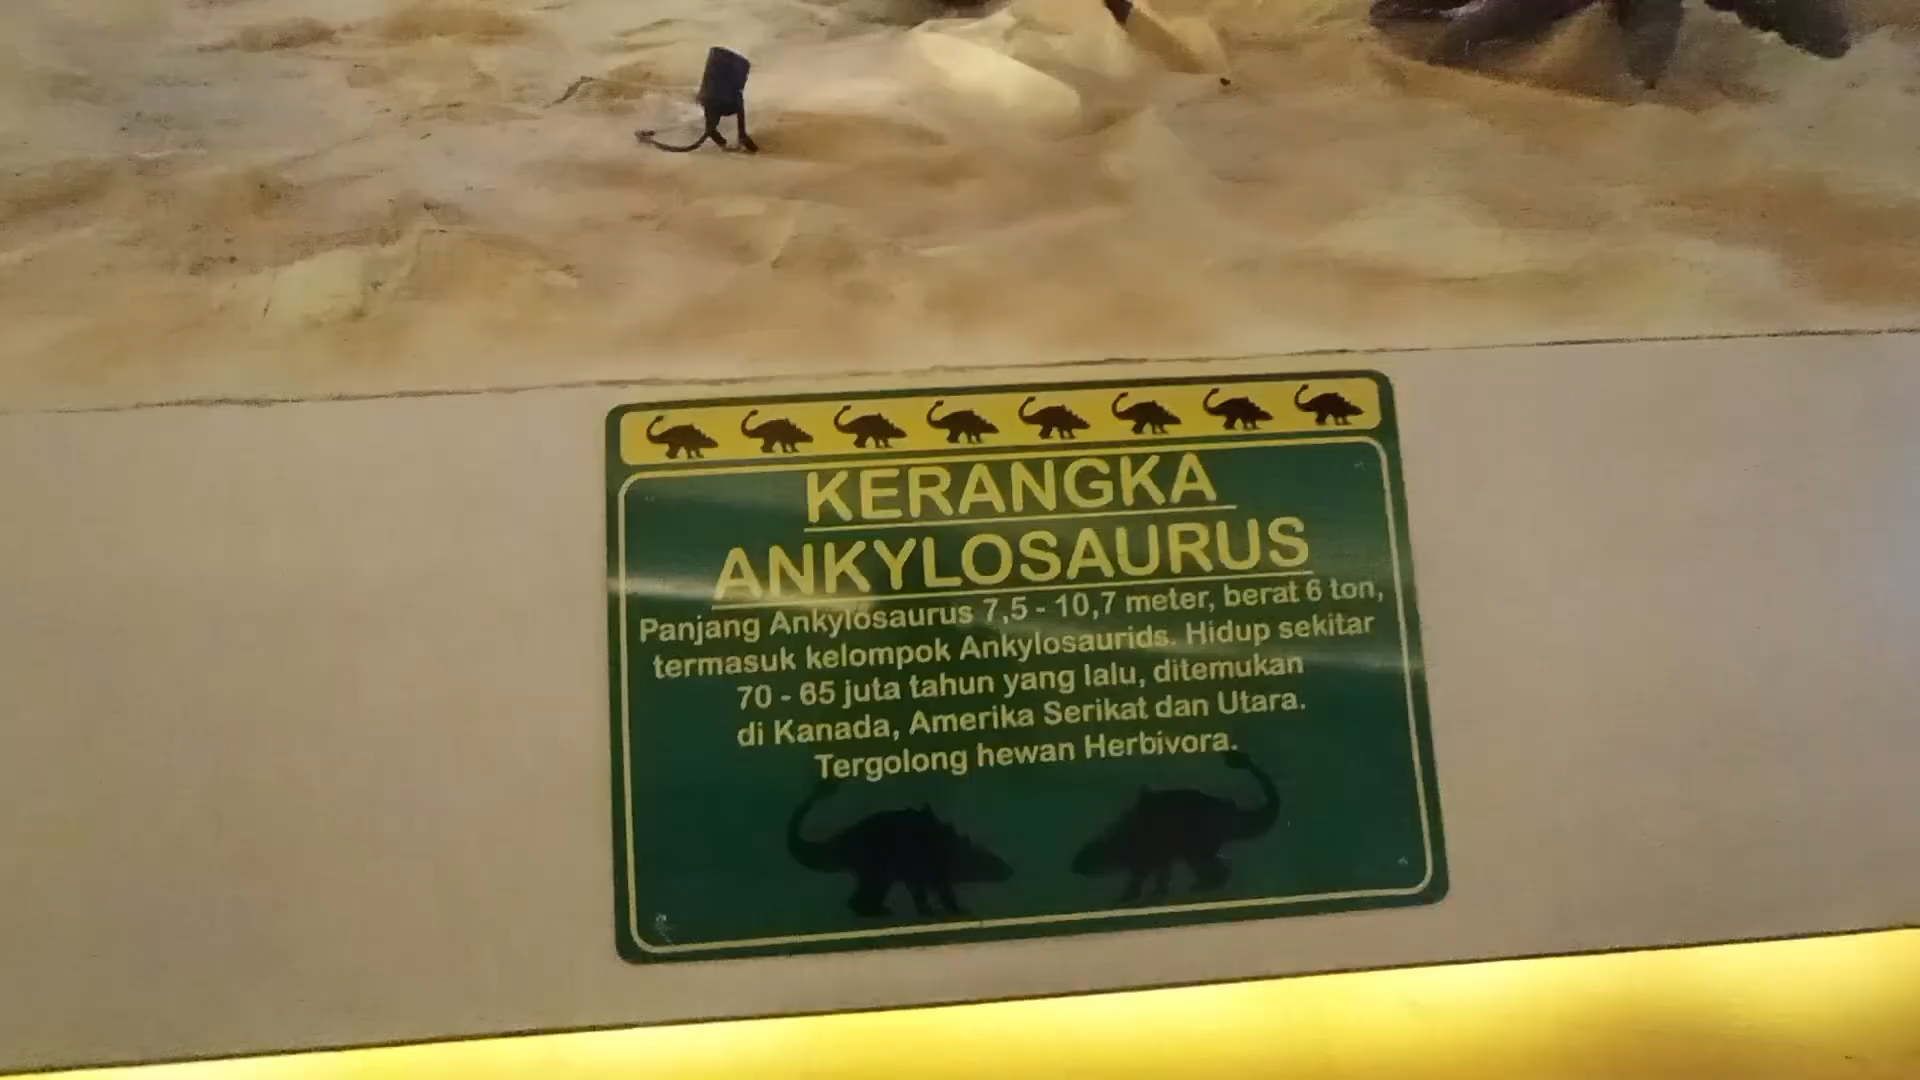 KERANGKA
ANKYLOSAURUS
Panjang Ankylosaurus 7,5 - 10,7 meter, berat 6 ton,
termasuk kelompok Ankylosaurids. Hidup sekitar
70 - 65 juta tahun yang lalu, ditemukan
di Kanada, Amerika Serikat dan Utara.
Tergolong hewan Herbivora.